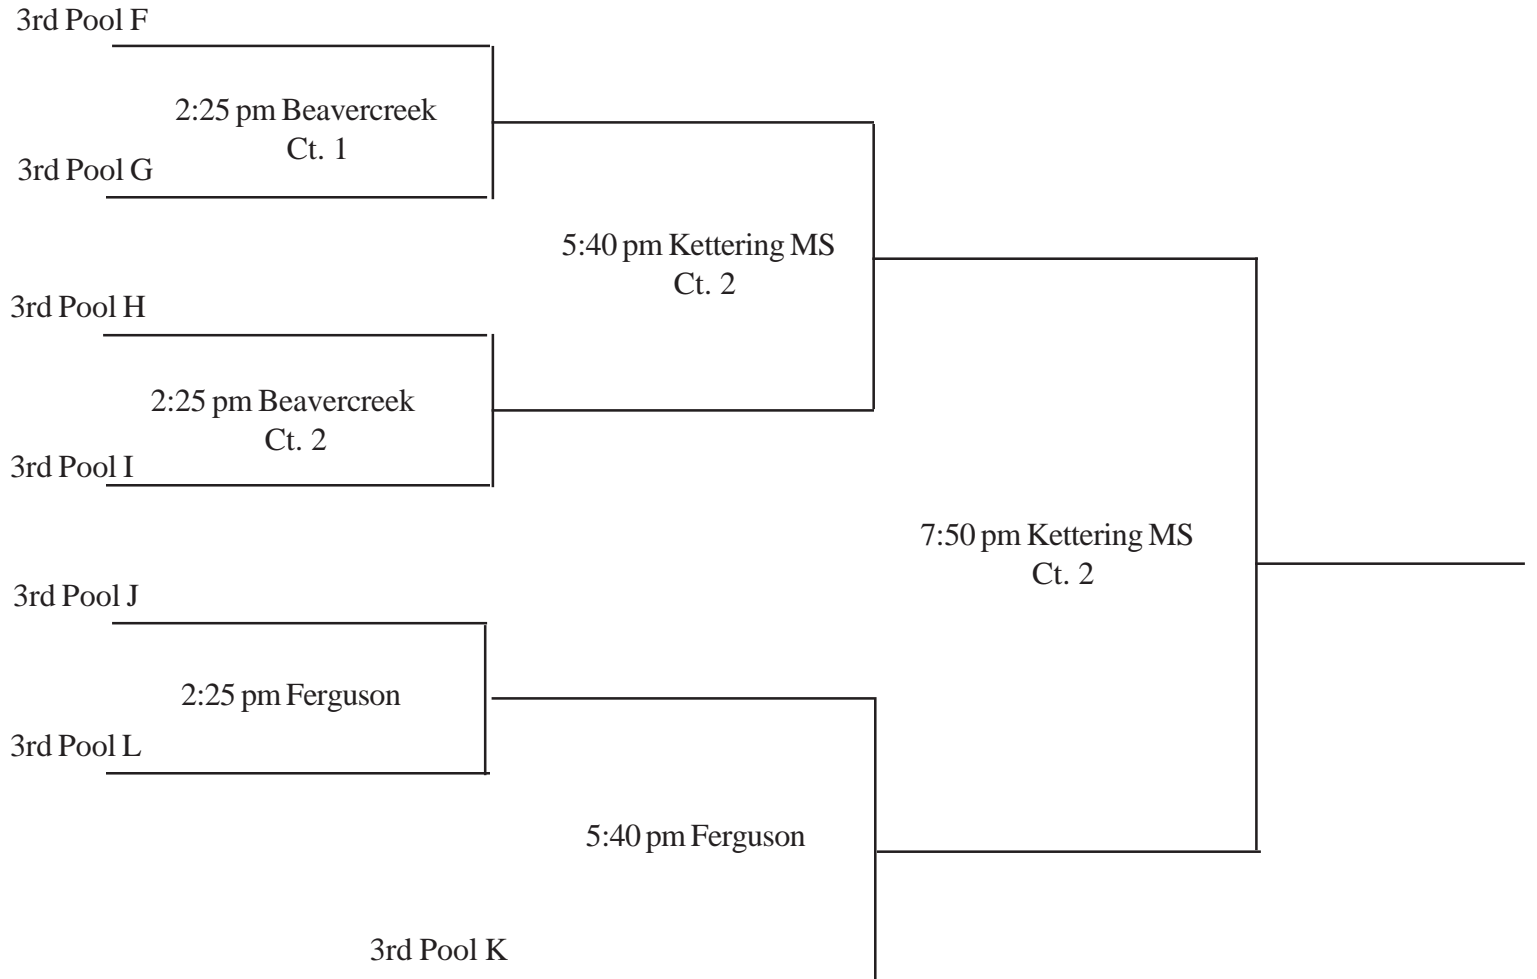 3rd Pool F
2:25 pm Beavercreek
Ct. 1
3rd Pool G
5:40 pm Kettering MS
Ct. 2
3rd Pool H
2:25 pm Beavercreek
Ct. 2
3rd Pool I
7:50 pm Kettering MS
Ct. 2
3rd Pool J
2:25 pm Ferguson
3rd Pool L
5:40 pm Ferguson
3rd Pool K